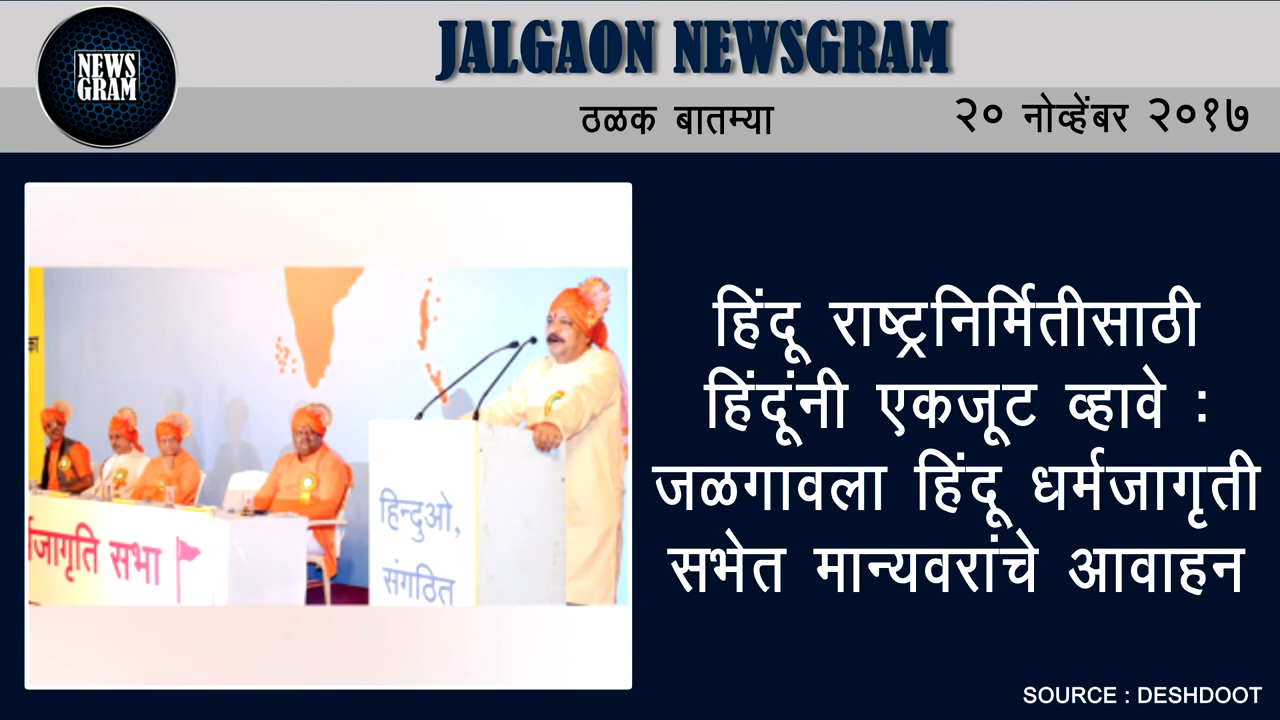 NEWS
GRAM
JALGAON NEWSGRAM
ठळक बातम्या
२० नोव्हेंबर २०१७
का
र्मजागृति सभा
हिन्दुओ,
संगठित
हिंदू राष्ट्रनिर्मितीसाठी
हिंदूंनी एकजूट व्हावे :
जळगावला हिंदू धर्मजागृती
सभेत मान्यवरांचे आवाहन
SOURCE : DESHDOOT